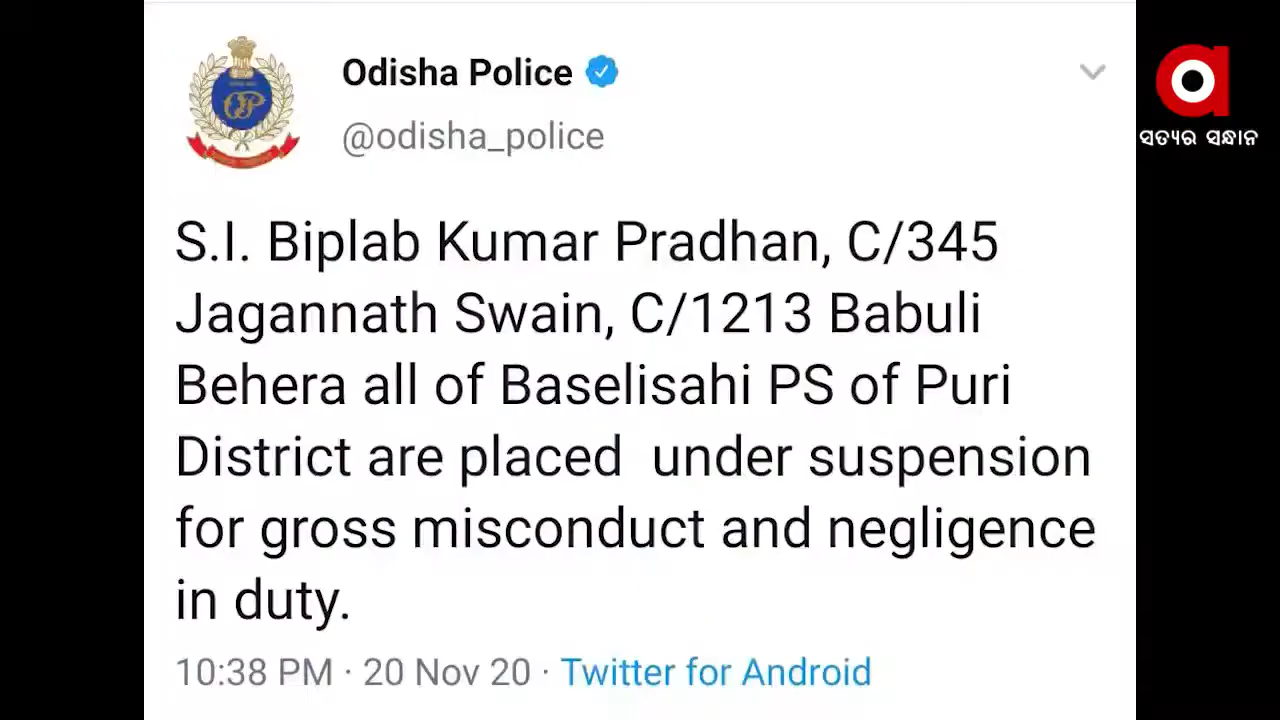 Odisha Police
@odisha_police
ସତ୍ୟର ସନ୍ଧାନ
S.I. Biplab Kumar Pradhan, C/345
Jagannath Swain, C/1213 Babuli
Behera all of Baselisahi PS of Puri
District are placed under suspension
for gross misconduct and negligence
in duty.
10:38 PM · 20 Nov 20 · Twitter for Android